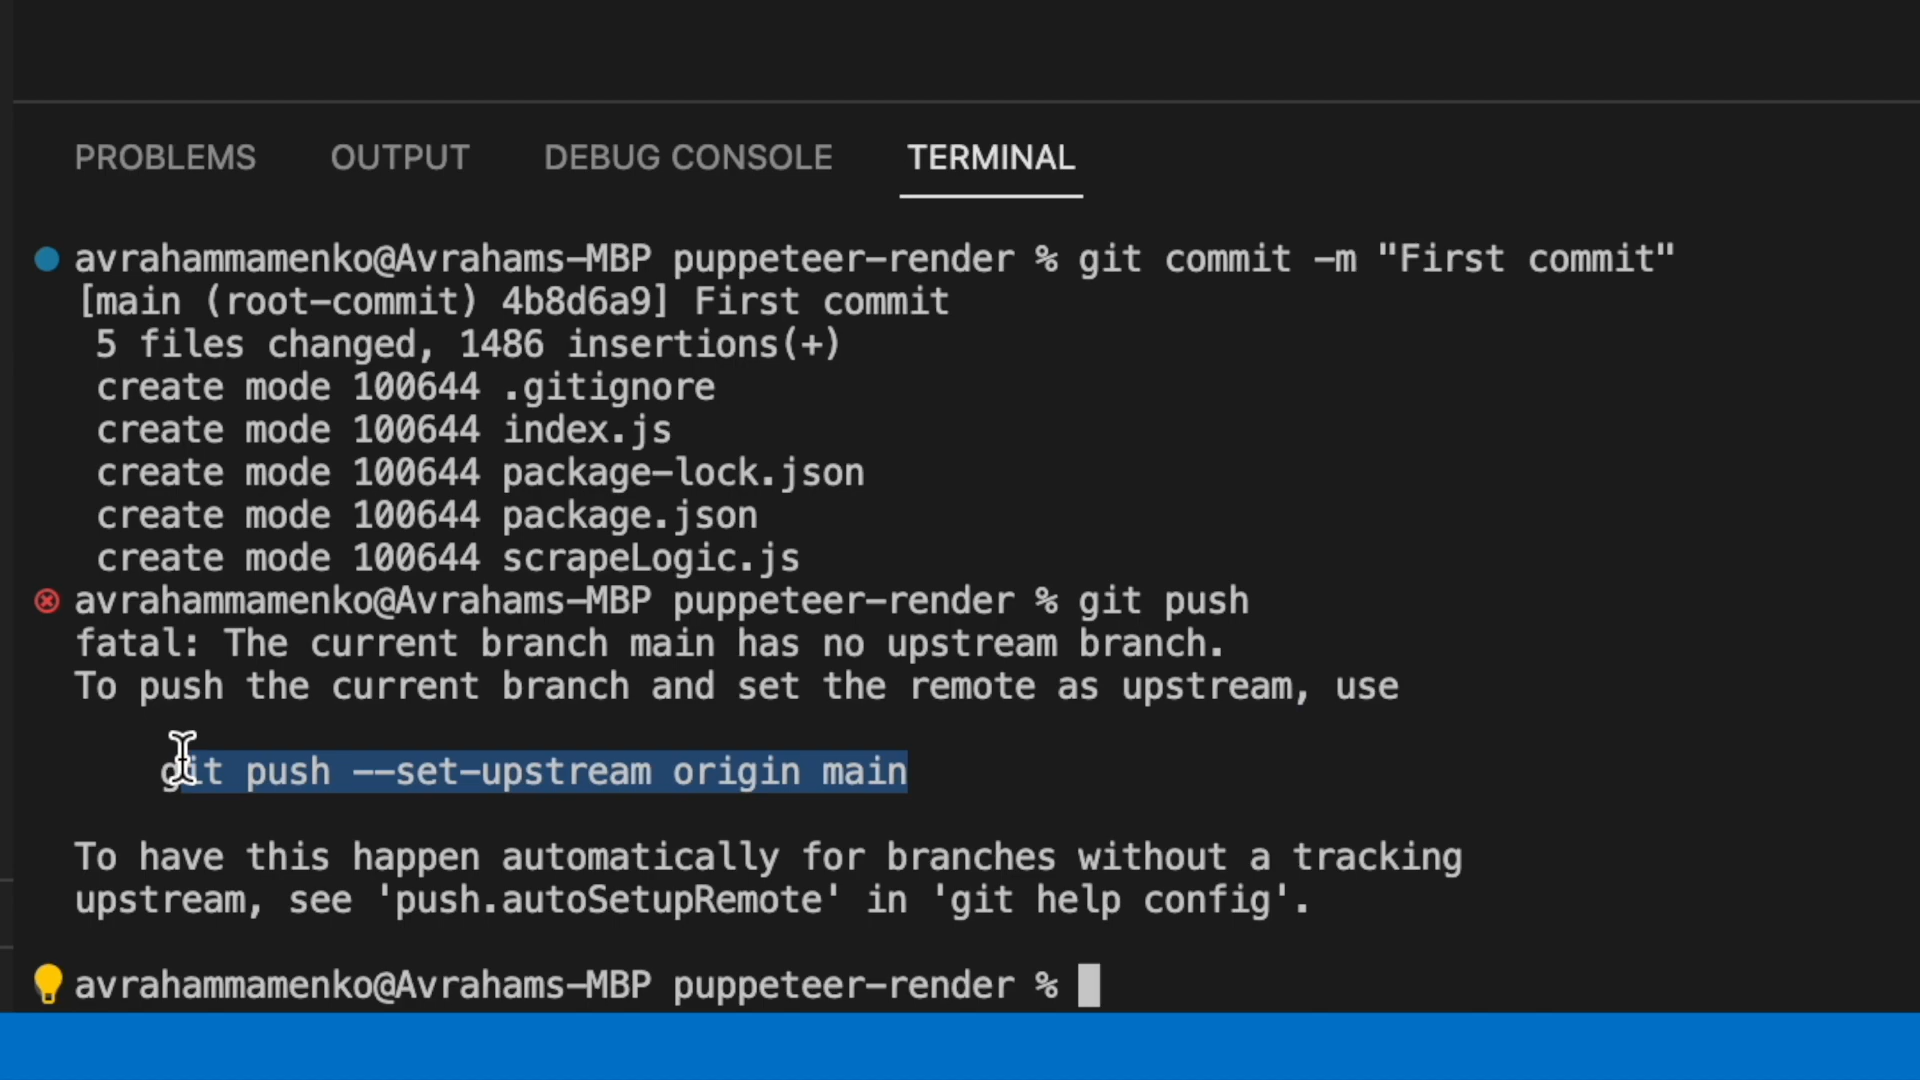 PROBLEMS OUTPUT DEBUG CONSOLE TERMINAL
avrahammamenko@Avrahams-MBP puppeteer-render % git commit -m "First commit"
[main (root-commit) 4b8d6a9] First commit
5 files changed, 1486 insertions(+)
create mode 100644 .gitignore
create mode 100644 index.js
create mode 100644 package-lock.json
create mode 100644 package.json
create mode 100644 scrapeLogic.js
avrahammamenko@Avrahams-MBP puppeteer-render % git push
fatal: The current branch main has no upstream branch.
To push the current branch and set the remote as upstream, use
git push --set-upstream origin main
To have this happen automatically for branches without a tracking
upstream, see 'push.autoSetupRemote' in 'git help config'.
avrahammamenko@Avrahams-MBP puppeteer-render %